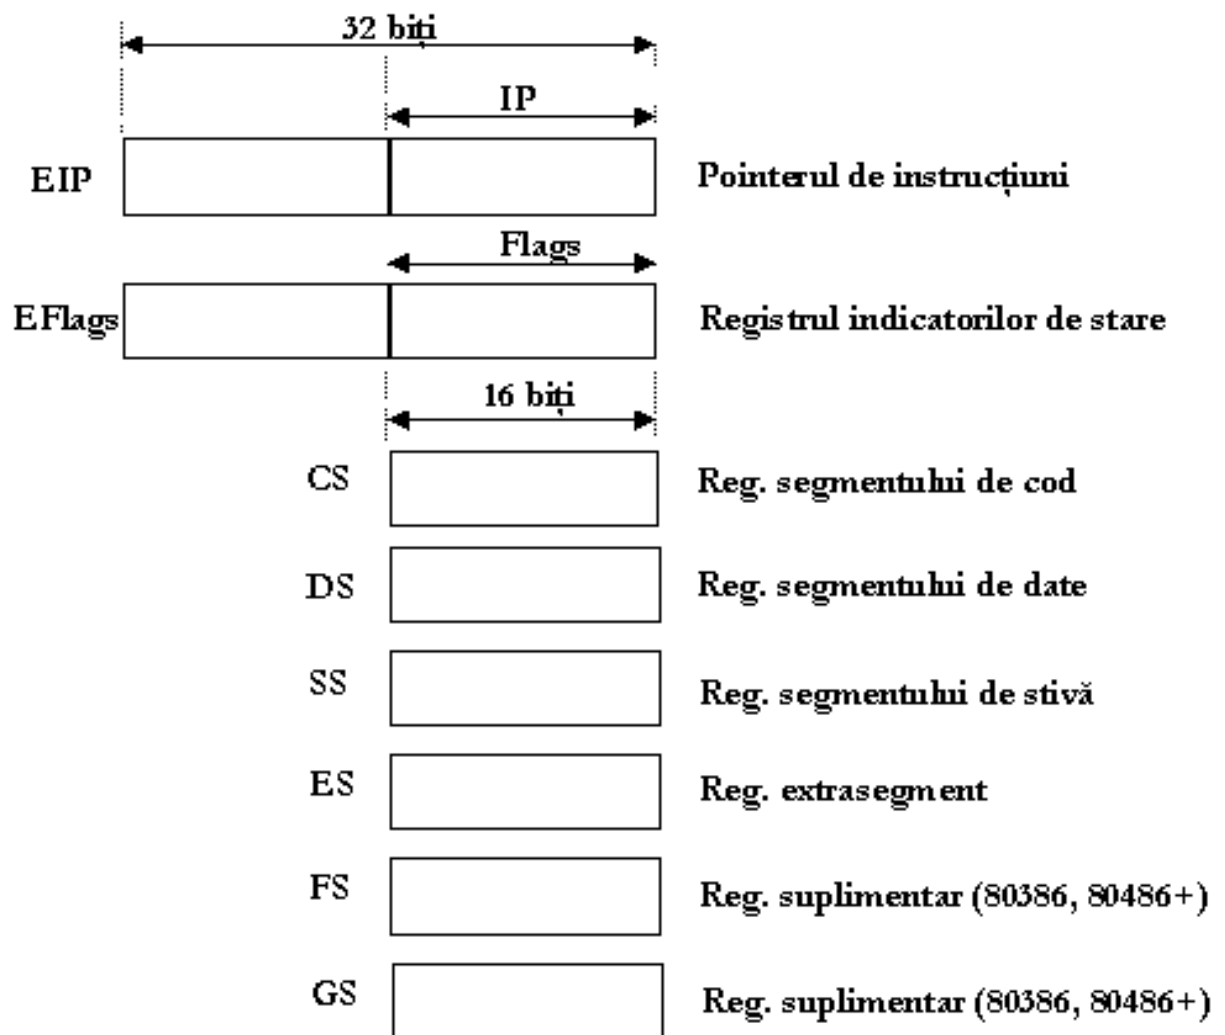 32 biți
IP
EIP Pointerul de instrucțiuni
Flags
EFlags Registrul indicatorilor de stare
16 biți
CS Reg. segmentului de cod
DS Reg. segmentului de date
SS Reg. segmentului de stivă
ES Reg. extrasegment
FS Reg. suplimentar (80386, 80486+)
GS Reg. suplimentar (80386, 80486+)